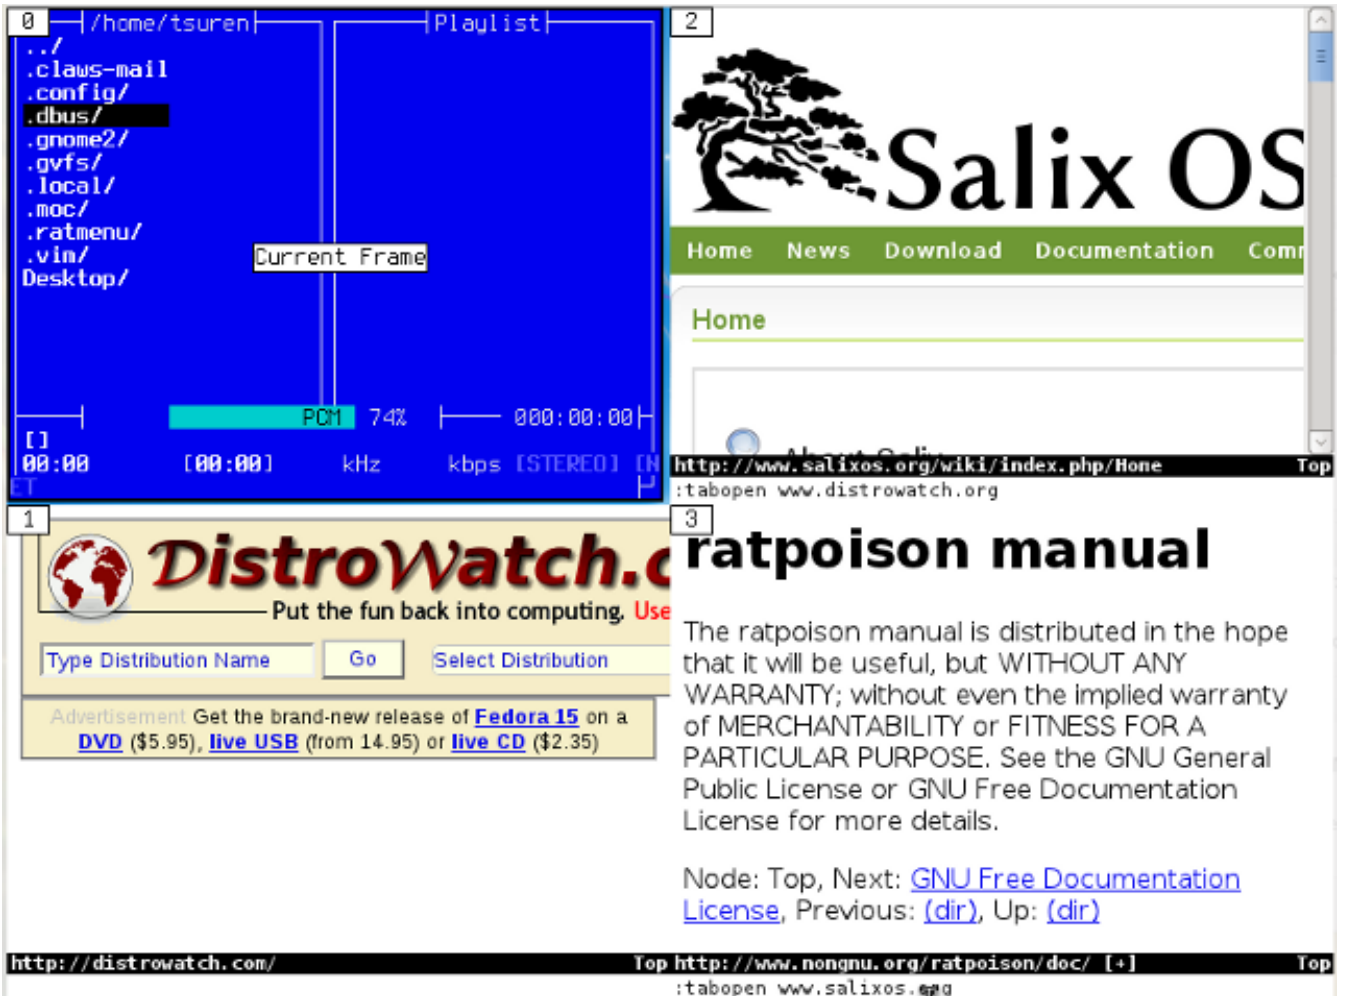 0 /home/tsuren Playlist
../
.claws-mail
.config/
.dbus/
.gnome2/
.gvfs/
.local/
.moc/
.ratmenu/
.vim/
Desktop/
Current Frame
PCM 74% 000:00:00
[]
00:00 [00:00] kHz kbps [STEREO] [N
ET
2
Salix OS
Home News Download Documentation Comm
Home
About Salix
http://www.salixos.org/wiki/index.php/Home Top
:tabopen www.distrowatch.org
1
DistroWatch.c
Put the fun back into computing. Use
Type Distribution Name Go Select Distribution
Advertisement Get the brand-new release of Fedora 15 on a
DVD ($5.95), live USB (from 14.95) or live CD ($2.35)
http://distrowatch.com/ Top
3
ratpoison manual
The ratpoison manual is distributed in the hope
that it will be useful, but WITHOUT ANY
WARRANTY; without even the implied warranty
of MERCHANTABILITY or FITNESS FOR A
PARTICULAR PURPOSE. See the GNU General
Public License or GNU Free Documentation
License for more details.
Node: Top, Next: GNU Free Documentation
License, Previous: (dir), Up: (dir)
http://www.nongnu.org/ratpoison/doc/ [+] Top
:tabopen www.salixos.org